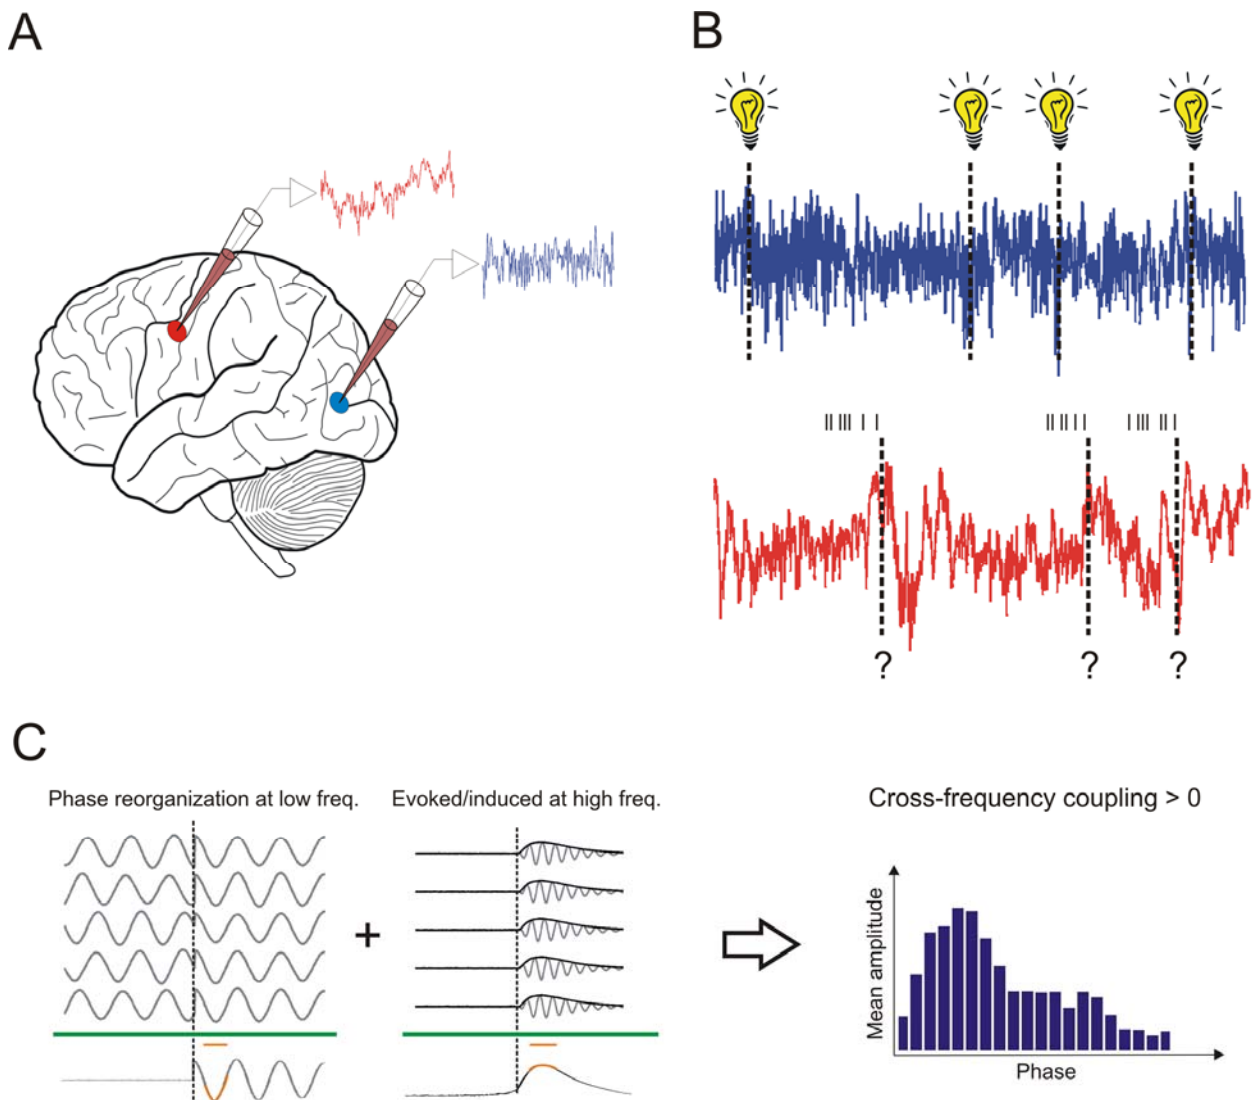 A
B
? ? ?
C
Phase reorganization at low freq.
Evoked/induced at high freq.
Cross-frequency coupling > 0
+
Mean amplitude
Phase